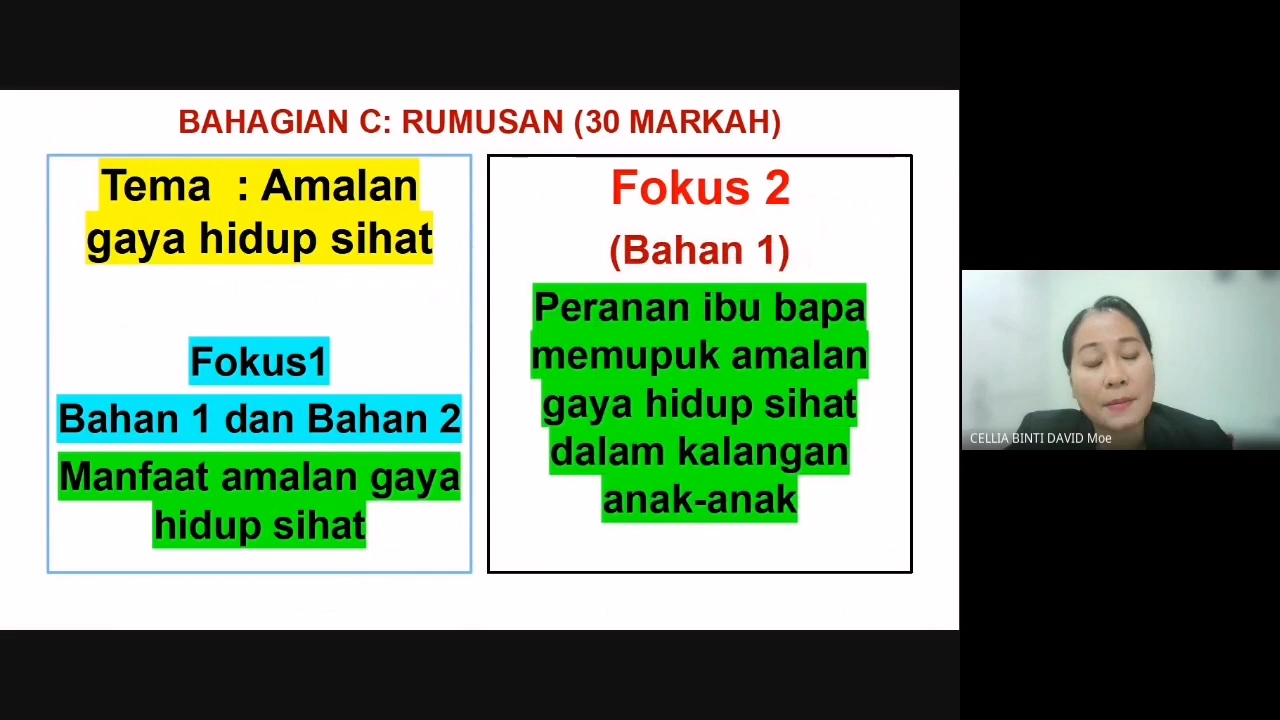 BAHAGIAN C: RUMUSAN (30 MARKAH)
Tema : Amalan
gaya hidup sihat
Fokus1
Bahan 1 dan Bahan 2
Manfaat amalan gaya
hidup sihat
Fokus 2
(Bahan 1)
Peranan ibu bapa
memupuk amalan
gaya hidup sihat
dalam kalangan
anak-anak
CELLIA BINTI DAVID Moe